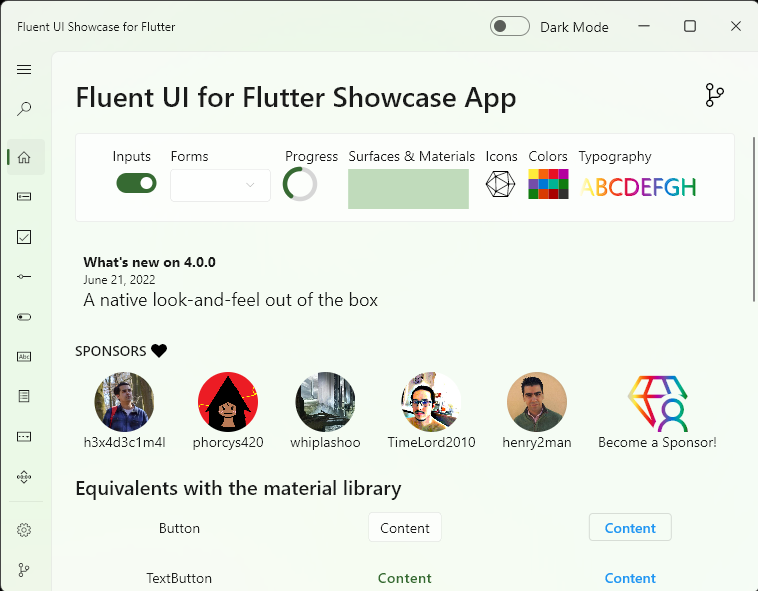 Fluent UI Showcase for Flutter
Dark Mode
Fluent UI for Flutter Showcase App
Inputs Forms Progress Surfaces & Materials Icons Colors Typography
ABCDEFGH
What's new on 4.0.0
June 21, 2022
A native look-and-feel out of the box
SPONSORS
h3x4d3c1m4l phorcys420 whiplashoo TimeLord2010 henry2man Become a Sponsor!
Equivalents with the material library
Button Content Content
TextButton Content Content
Abc